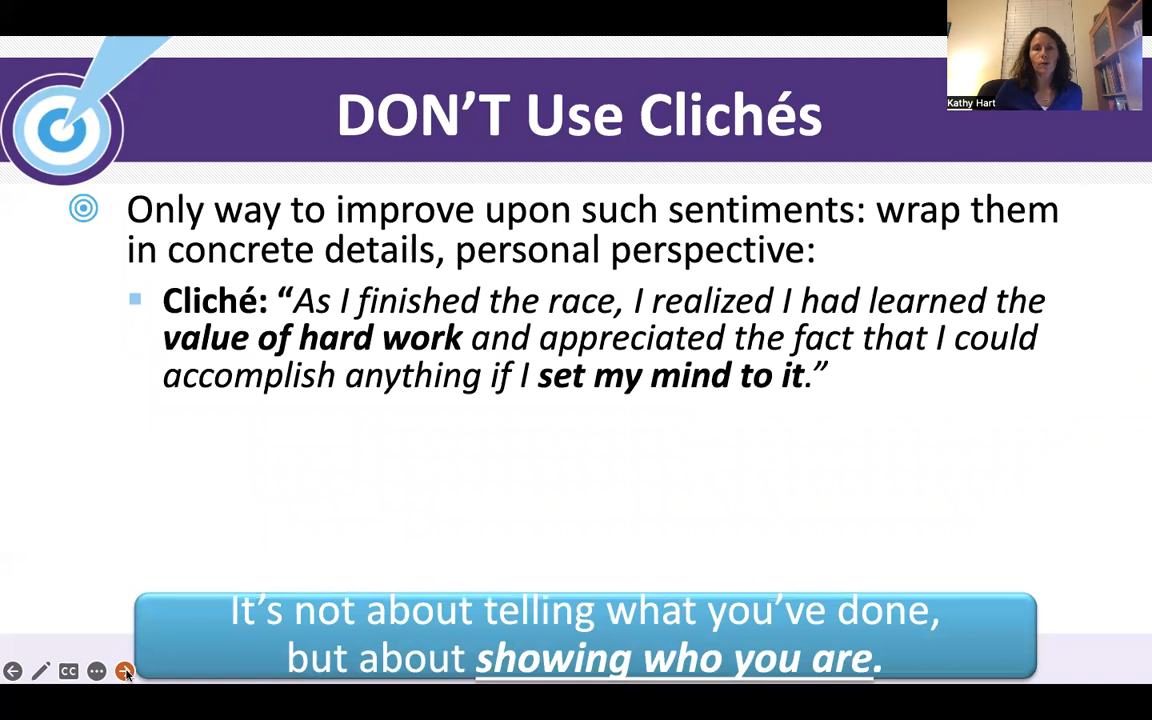 DON’T Use Clichés
Kathy Hart
Only way to improve upon such sentiments: wrap them
in concrete details, personal perspective:
Cliché: “As I finished the race, I realized I had learned the
value of hard work and appreciated the fact that I could
accomplish anything if I set my mind to it.”
It’s not about telling what you’ve done,
but about showing who you are.
CC